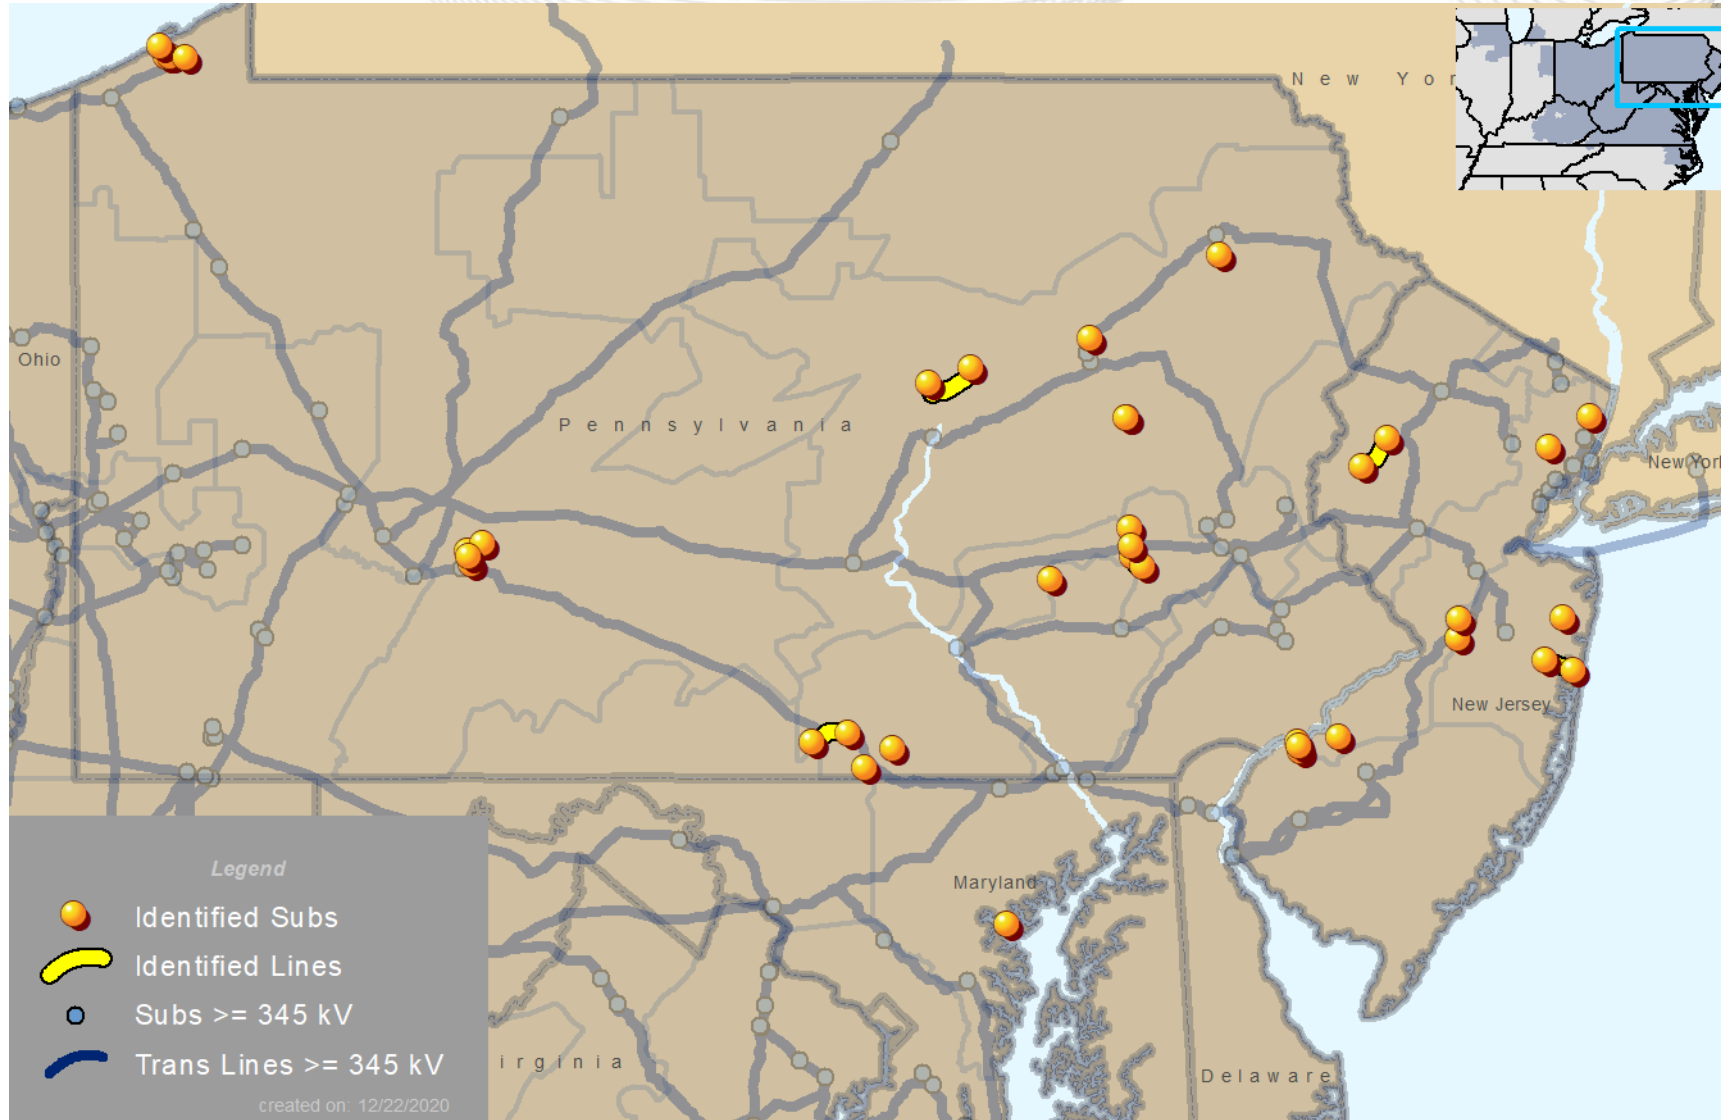 New Yor
Ohio
Pennsylvania
New York
New Jersey
Maryland
irginia
Delaware
Legend
Identified Subs
Identified Lines
Subs >= 345 kV
Trans Lines >= 345 kV
created on: 12/22/2020